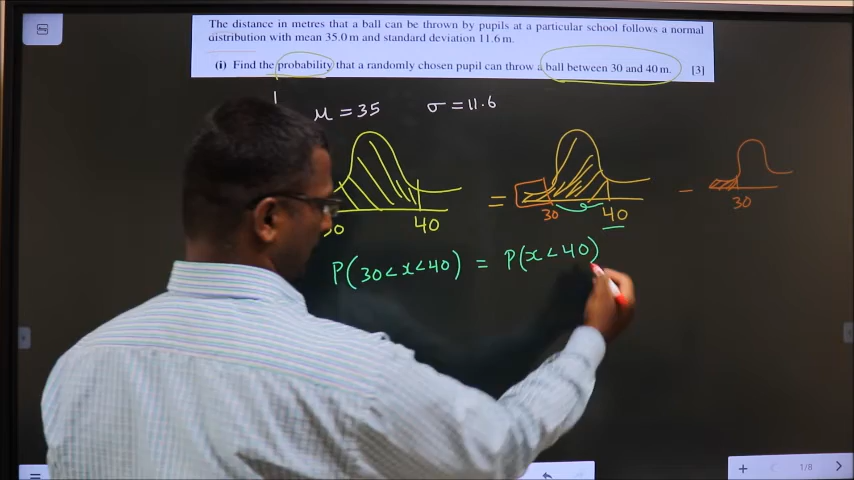 The distance in metres that a ball can be thrown by pupils at a particular school follows a normal
distribution with mean 35.0 m and standard deviation 11.6 m.
(i) Find the probability that a randomly chosen pupil can throw a ball between 30 and 40 m. [3]
μ = 35 σ = 11.6
= −
30 40 30 40 30
P(30 < x < 40) = P(x < 40)
1/8